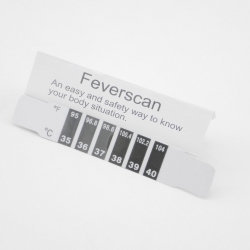 Feverscan
An easy and safety way to know
your body situation.
°F 95 96.8 98.6 100.4 102.2 104
°C 35 36 37 38 39 40